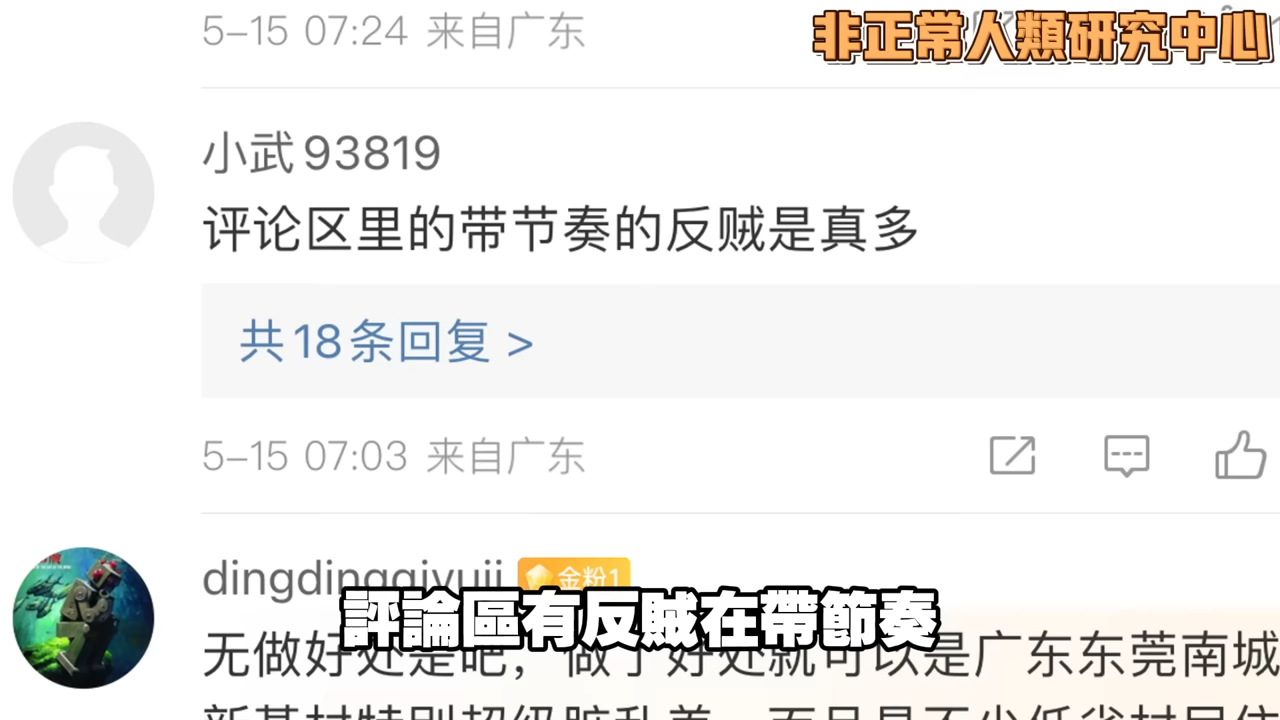 5–15 07:24 来自广东
非正常人類研究中心
小武93819
评论区里的带节奏的反贼是真多
共18条回复 >
5–15 07:03 来自广东
dingdingqiyuji 金粉1
評論區有反賊在帶節奏
无做好处是吧，做了好处就可以是广东东莞南城